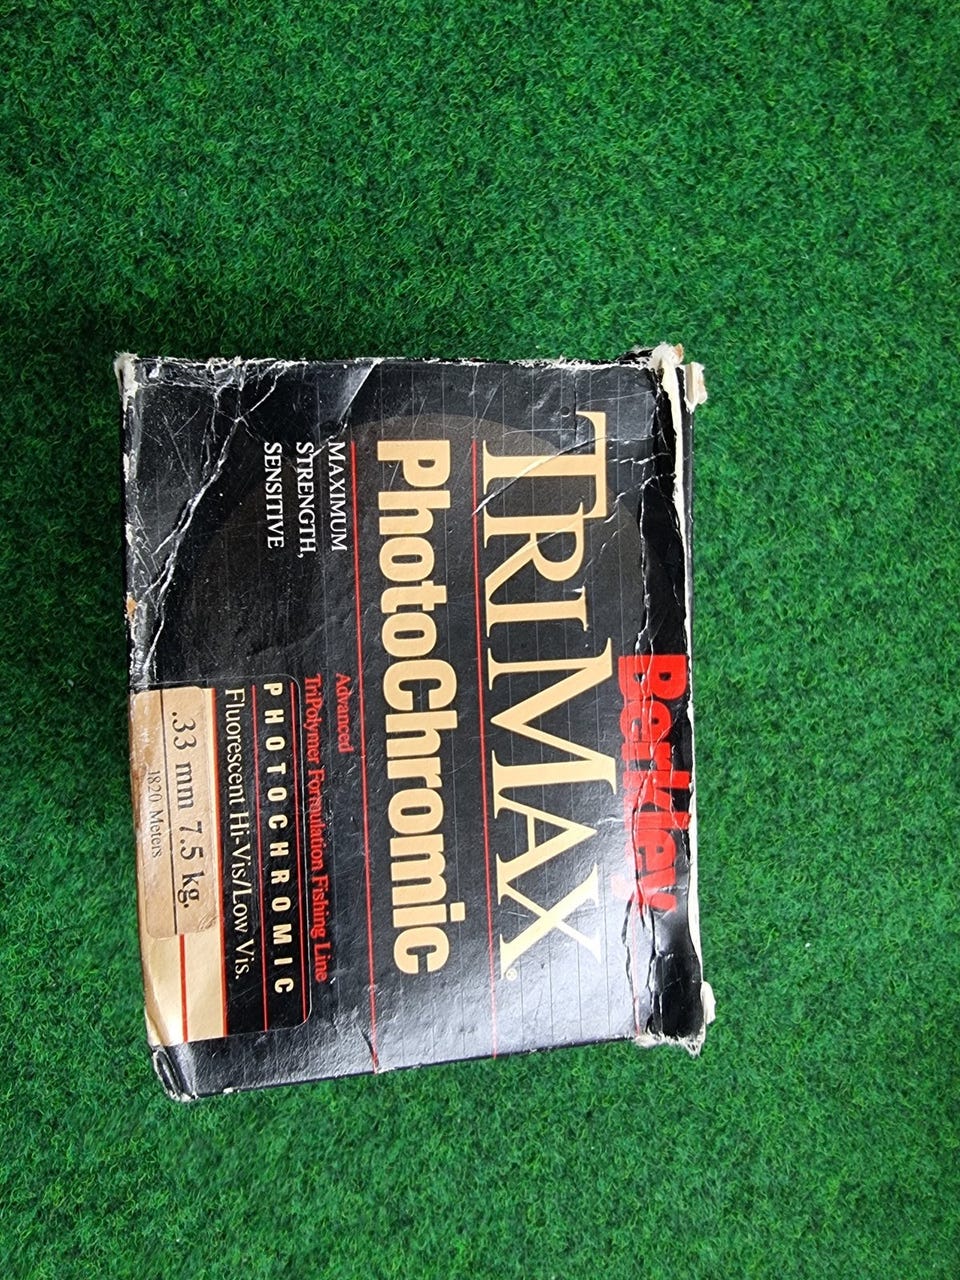 Berkley
TRIMAX®
PhotoChromic
MAXIMUM
STRENGTH,
SENSITIVE
Advanced
TriPolymer Formulation Fishing Line
PHOTOCHROMIC
Fluorescent Hi-Vis/Low Vis.
.33 mm 7.5 kg.
1820 Meters